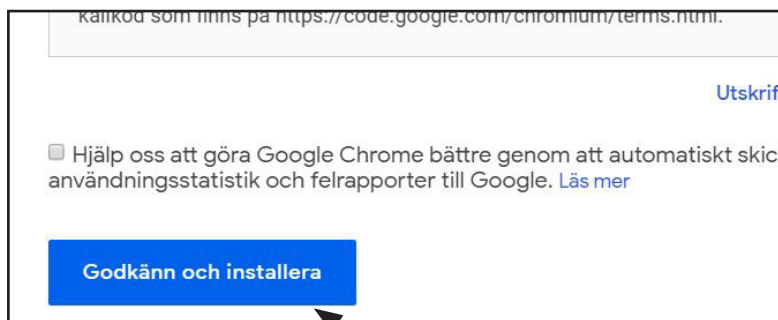 källkod som finns på https://code.google.com/chromium/terms.html.
Utskrif
Hjälp oss att göra Google Chrome bättre genom att automatiskt skic
användningsstatistik och felrapporter till Google. Läs mer
Godkänn och installera